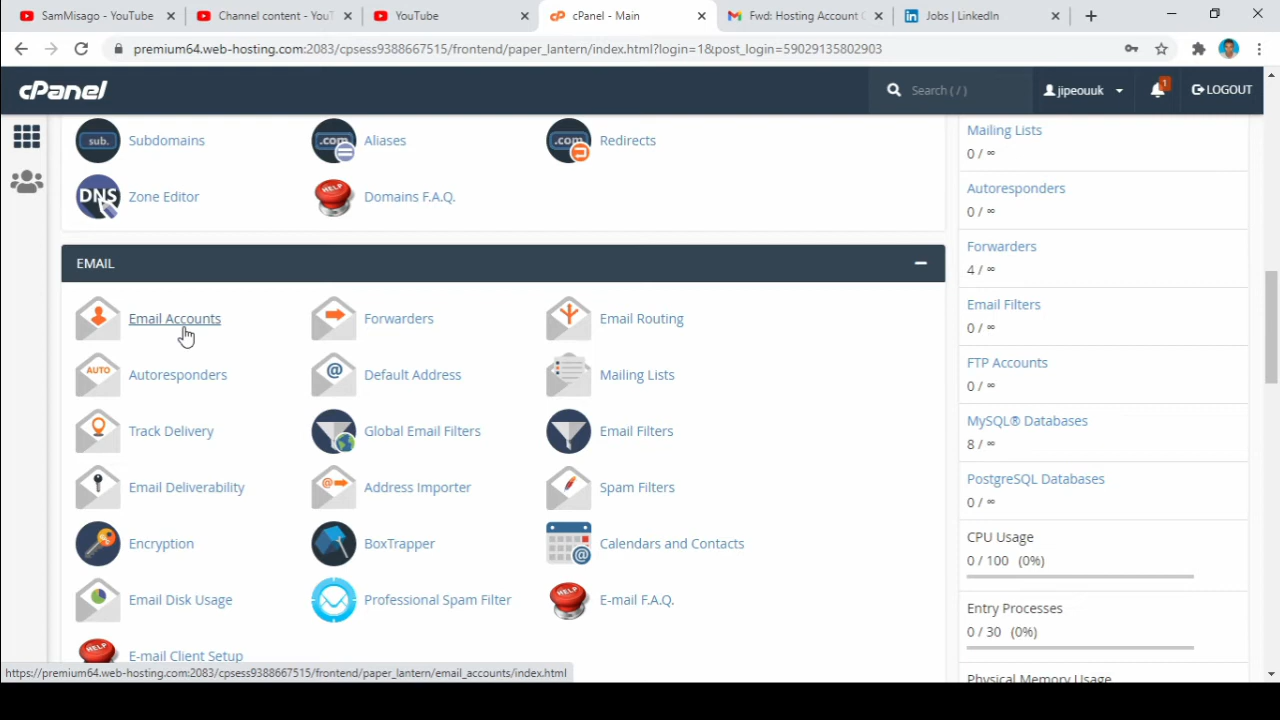 SamMisago - YouTube
Channel content - YouT
YouTube
cPanel - Main
Fwd: Hosting Account C
Jobs | LinkedIn
premium64.web-hosting.com:2083/cpsess9388667515/frontend/paper_lantern/index.html?login=1&post_login=59029135802903
cPanel
Search ( / )
jipeouuk
1
LOGOUT
sub.
Subdomains
.com
Aliases
.com
Redirects
DNS
Zone Editor
HELP
Domains F.A.Q.
EMAIL
Email Accounts
Forwarders
Email Routing
AUTO
Autoresponders
@
Default Address
Mailing Lists
Track Delivery
Global Email Filters
Email Filters
Email Deliverability
@
Address Importer
Spam Filters
Encryption
BoxTrapper
@
Calendars and Contacts
Email Disk Usage
Professional Spam Filter
HELP
E-mail F.A.Q.
HELP
E-mail Client Setup
Mailing Lists
0 / ∞
Autoresponders
0 / ∞
Forwarders
4 / ∞
Email Filters
0 / ∞
FTP Accounts
0 / ∞
MySQL® Databases
8 / ∞
PostgreSQL Databases
0 / ∞
CPU Usage
0 / 100 (0%)
Entry Processes
0 / 30 (0%)
Physical Memory Usage
https://premium64.web-hosting.com:2083/cpsess9388667515/frontend/paper_lantern/email_accounts/index.html